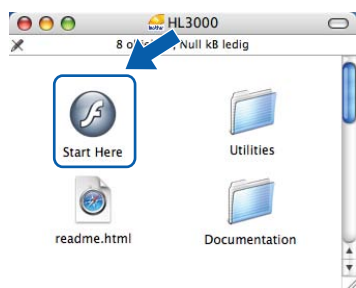 HL3000
8 o , Null kB ledig
Start Here
Utilities
readme.html
Documentation